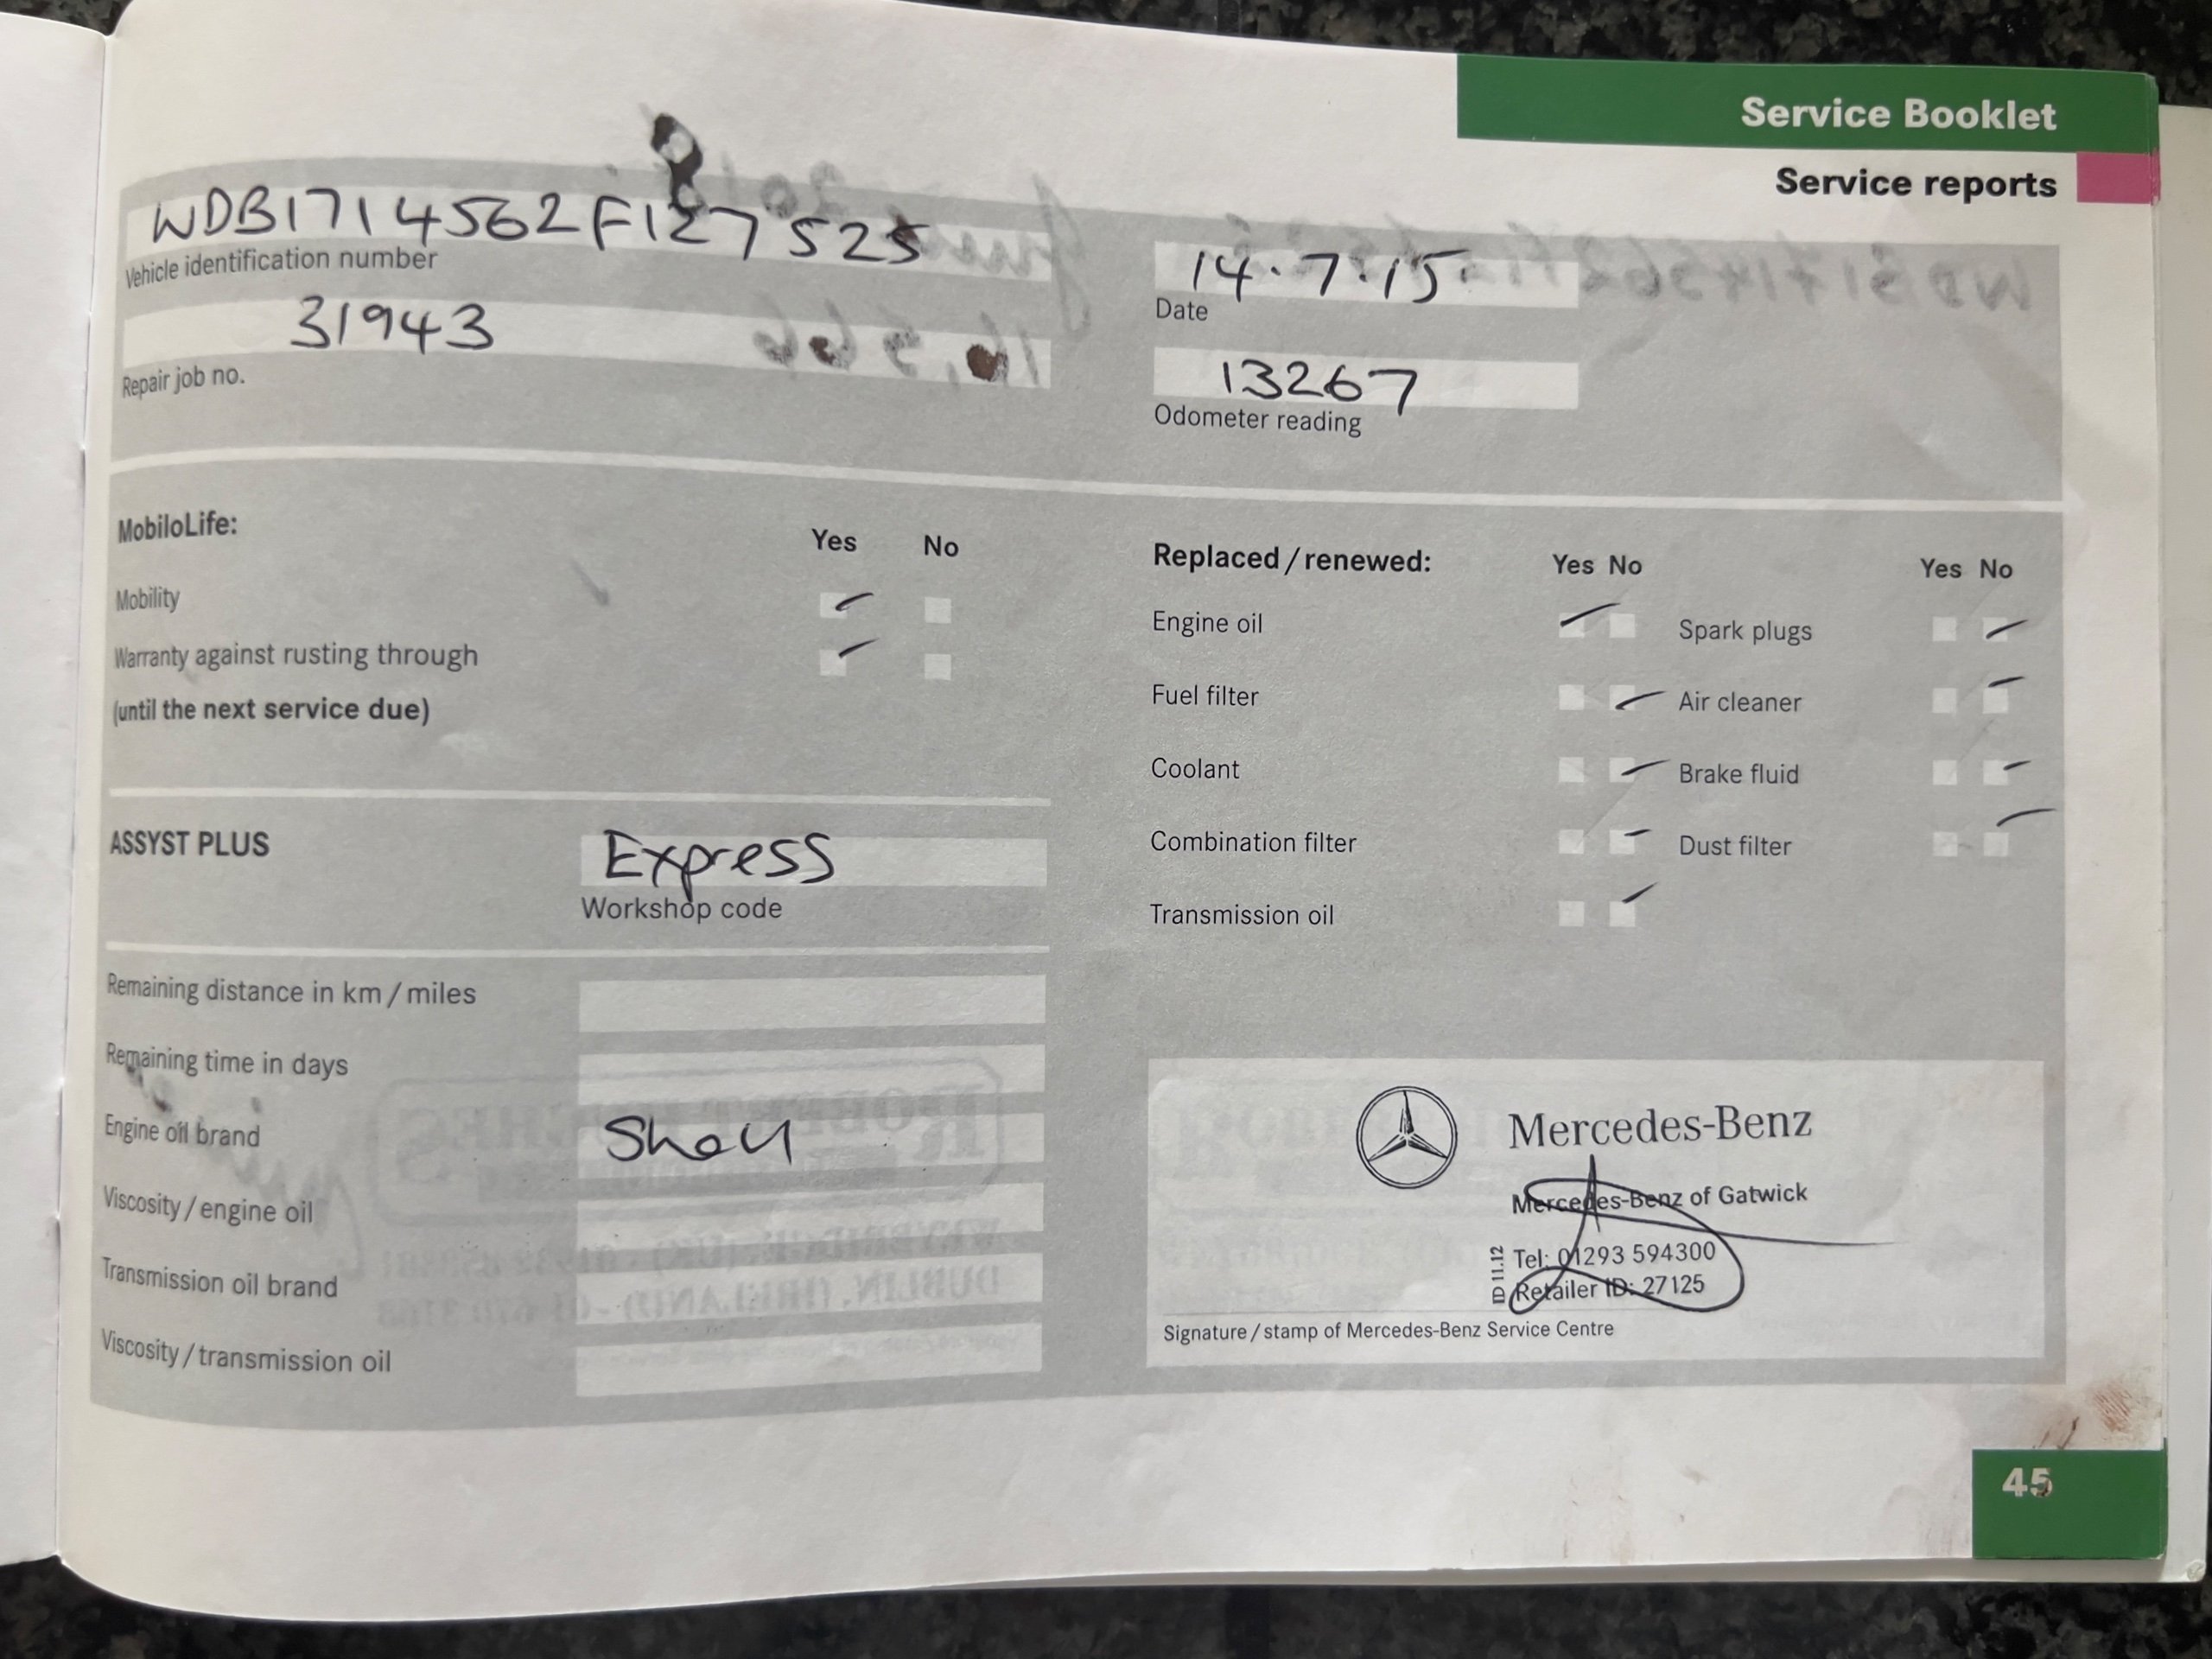 Service Booklet
Service reports
WDB1714562F127525
Vehicle identification number
14.7.15.
Date
31943
Repair job no.
13267
Odometer reading
MobiloLife:
Yes No
Mobility
Warranty against rusting through
(until the next service due)
Replaced/renewed:
Yes No
Yes No
Engine oil
Spark plugs
Fuel filter
Air cleaner
Coolant
Brake fluid
Combination filter
Dust filter
Transmission oil
ASSYST PLUS
Express
Workshop code
Remaining distance in km/miles
Remaining time in days
Engine oil brand
Shell
Viscosity/engine oil
Transmission oil brand
Viscosity/transmission oil
Mercedes-Benz
Mercedes-Benz of Gatwick
Tel: 01293 594300
Retailer ID: 27125
ID 11.12
Signature/stamp of Mercedes-Benz Service Centre
45